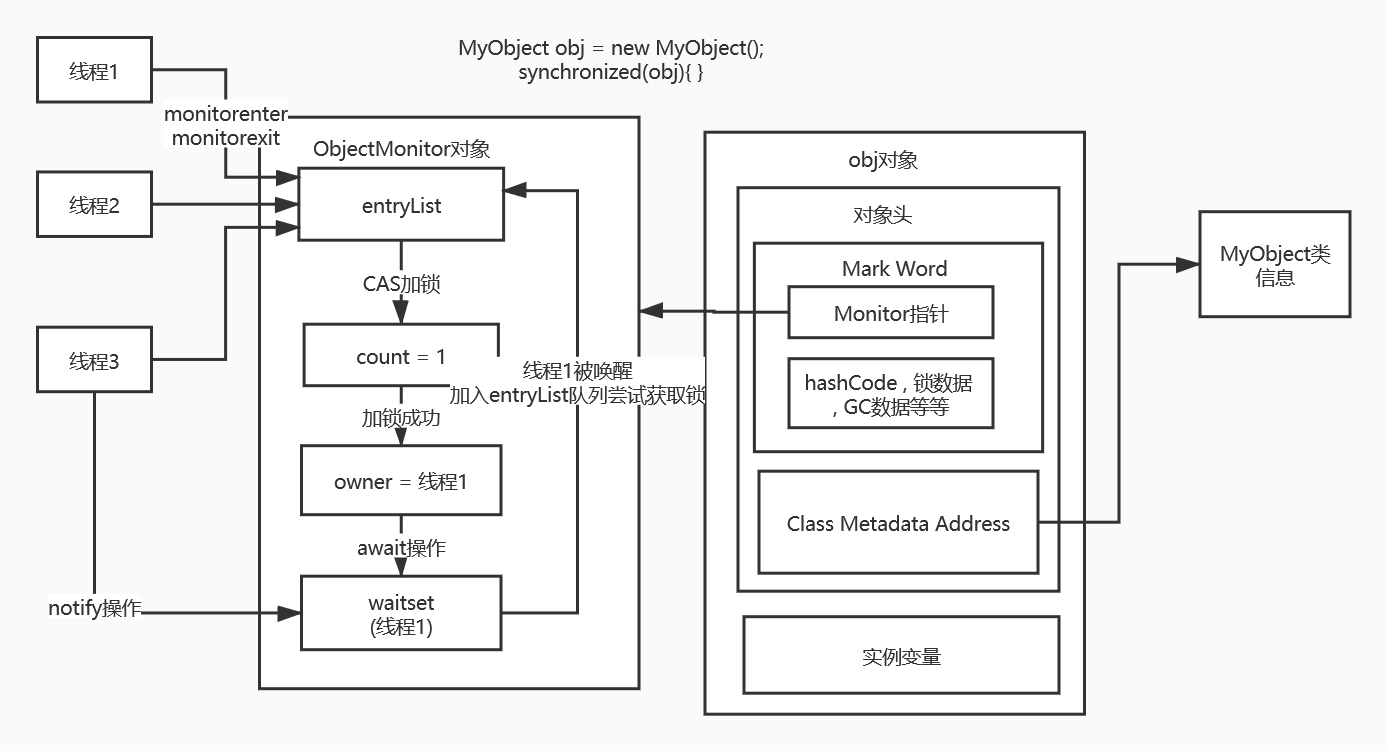 MyObject obj = new MyObject();
synchronized(obj){ }
线程1
monitorenter
monitorexit
线程2
线程3
notify操作
ObjectMonitor对象
entryList
CAS加锁
count = 1
加锁成功
owner = 线程1
await操作
waitset
(线程1)
线程1被唤醒
加入entryList队列尝试获取锁
obj对象
对象头
Mark Word
Monitor指针
hashCode , 锁数据
, GC数据等等
Class Metadata Address
实例变量
MyObject类
信息